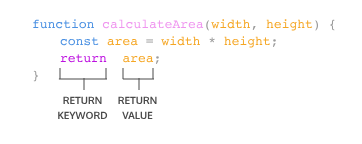 function calculateArea(width, height) {
const area = width * height;
return area;
}
RETURN KEYWORD
RETURN VALUE